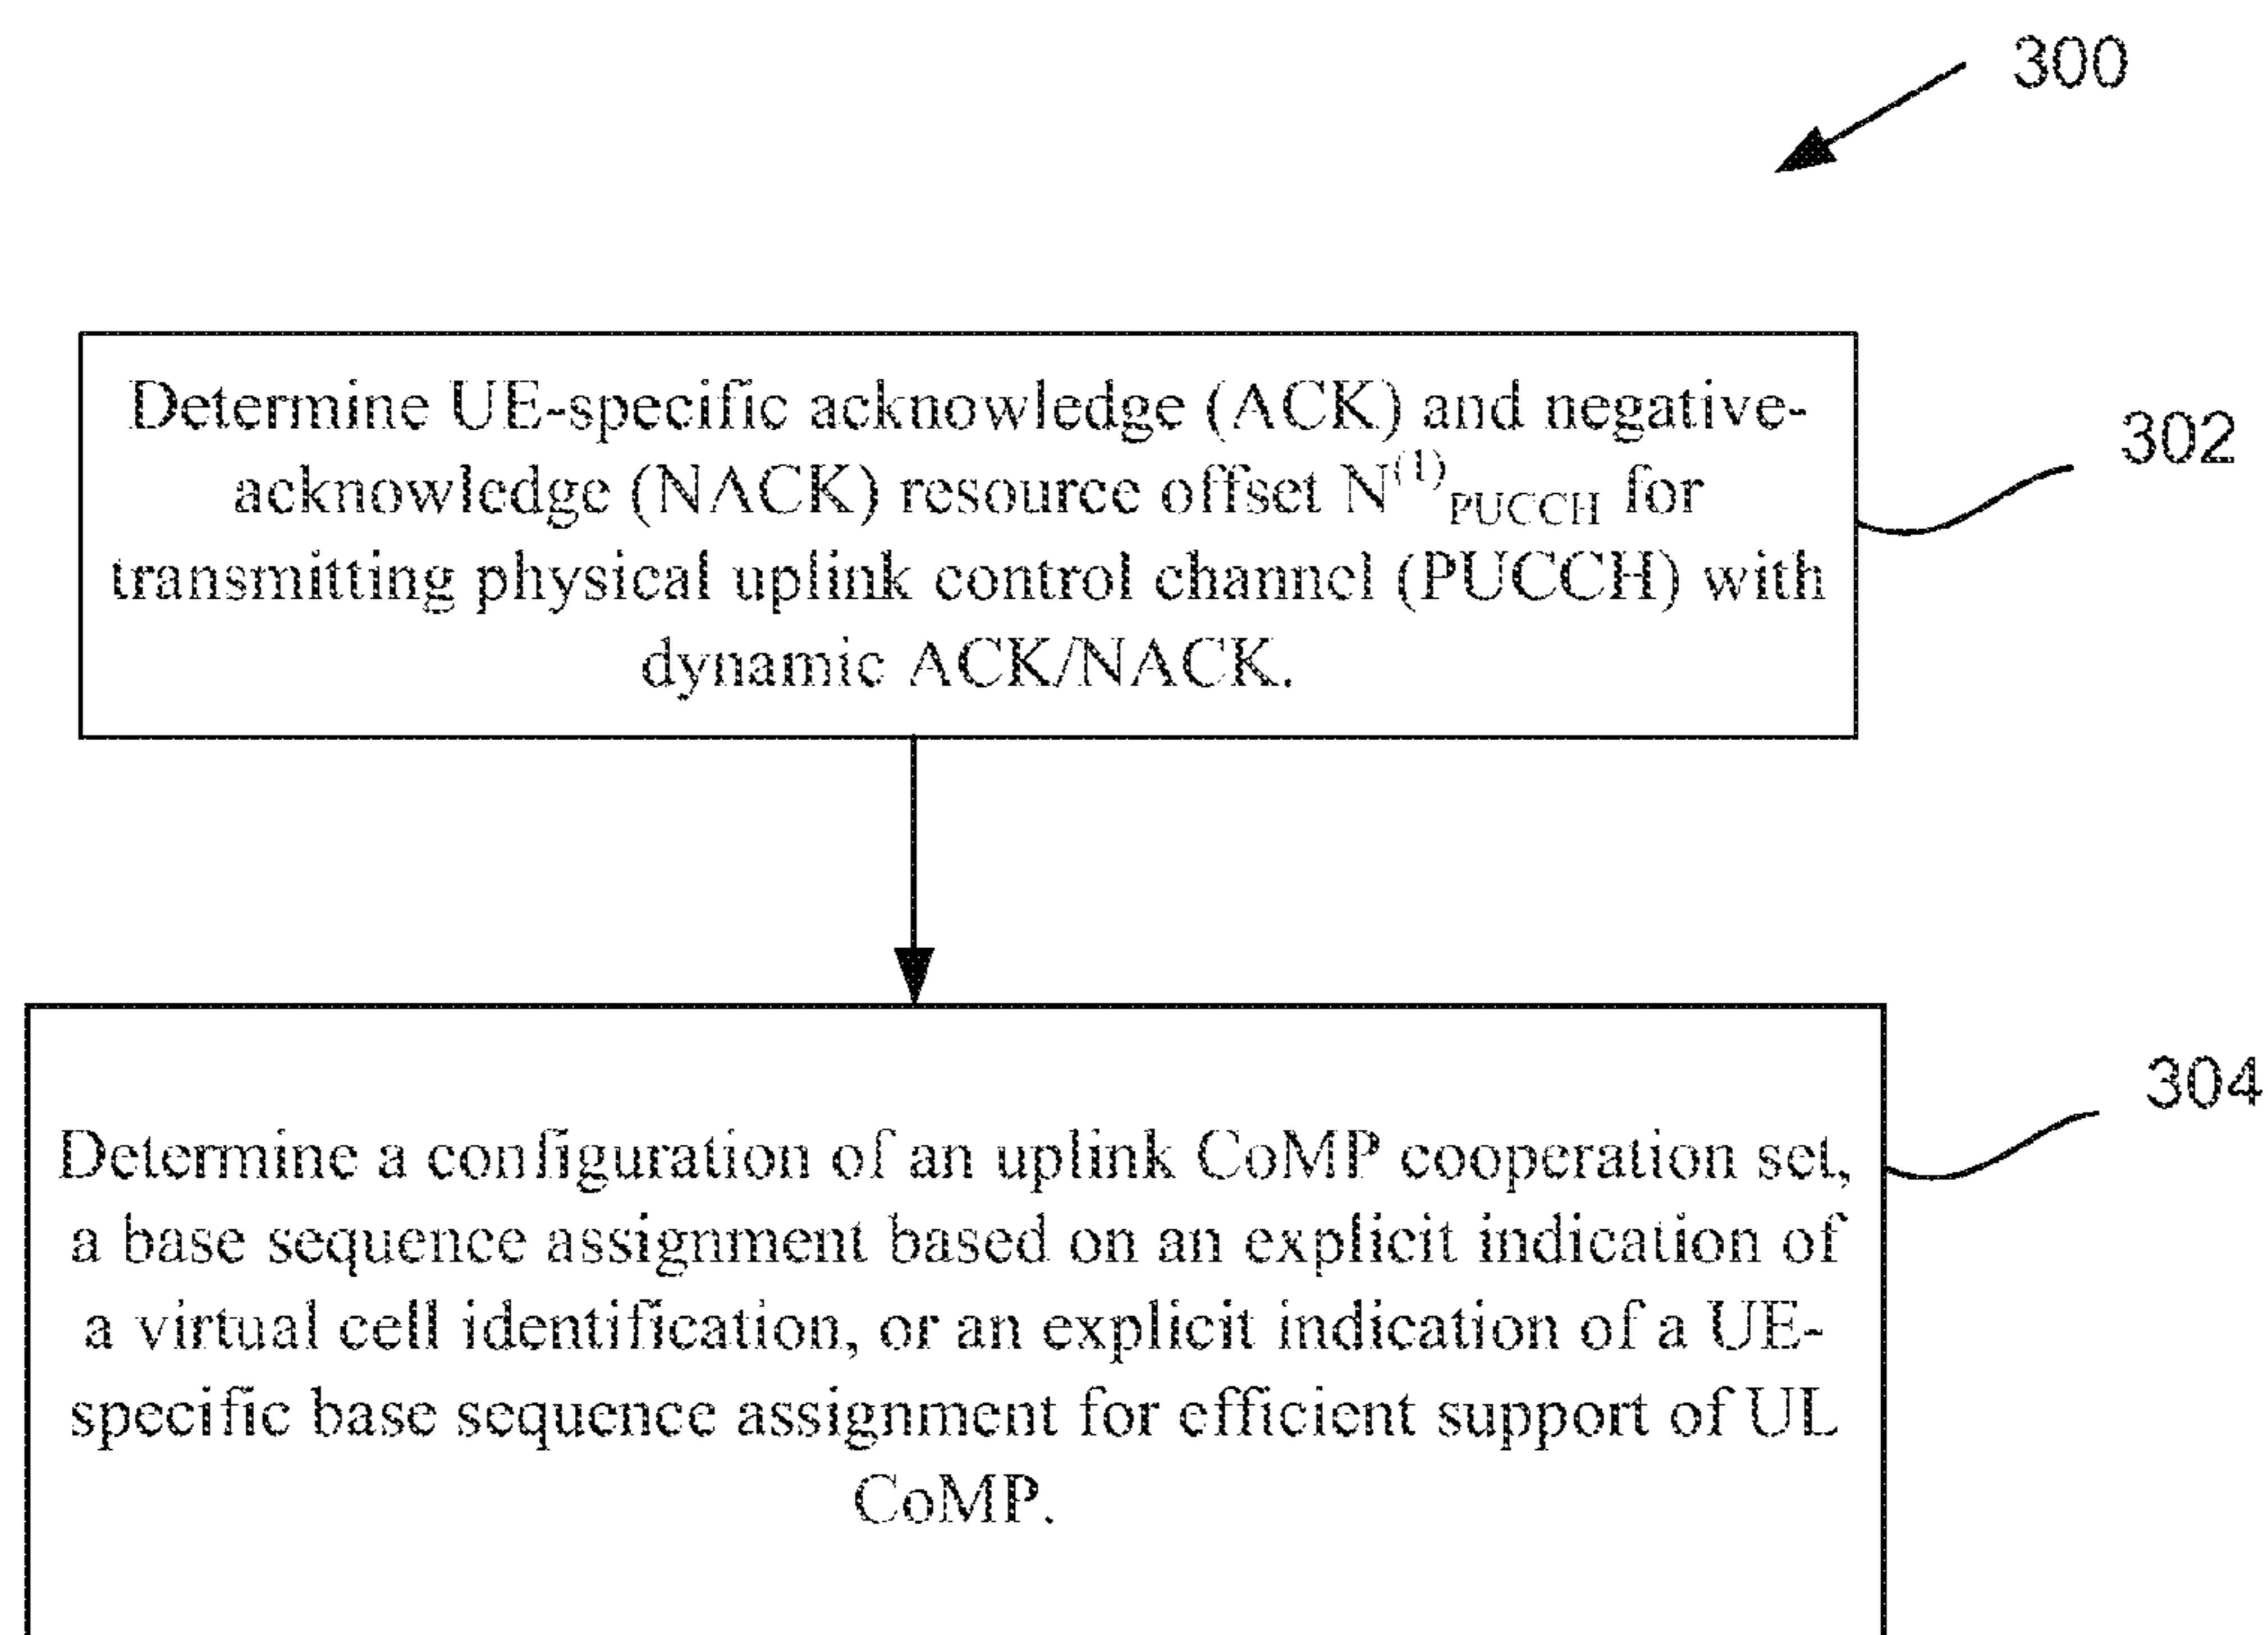 300
Determine UE-specific acknowledge (ACK) and negative-
acknowledge (NACK) resource offset N⁽¹⁾PUCCH for
transmitting physical uplink control channel (PUCCH) with
dynamic ACK/NACK.
302
Determine a configuration of an uplink CoMP cooperation set,
a base sequence assignment based on an explicit indication of
a virtual cell identification, or an explicit indication of a UE-
specific base sequence assignment for efficient support of UL
CoMP.
304